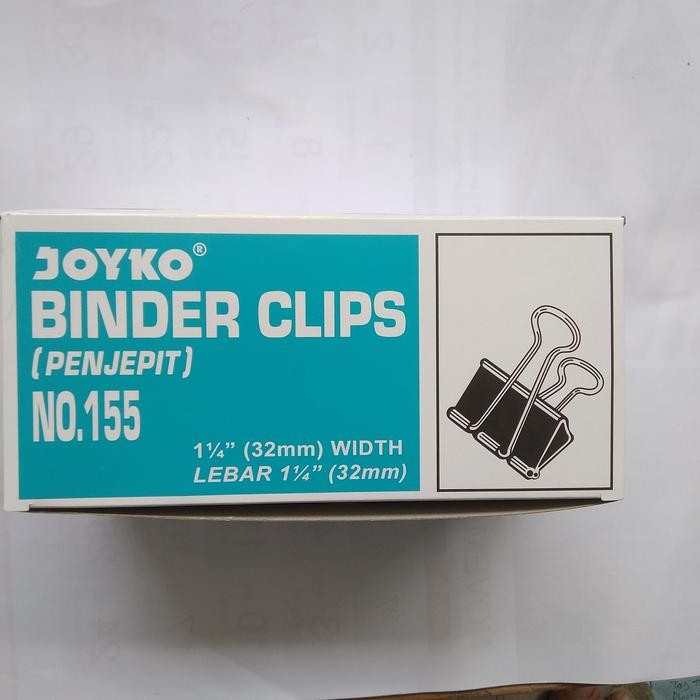 JOYKO®
BINDER CLIPS
(PENJEPIT)
NO.155
1¼” (32mm) WIDTH
LEBAR 1¼” (32mm)